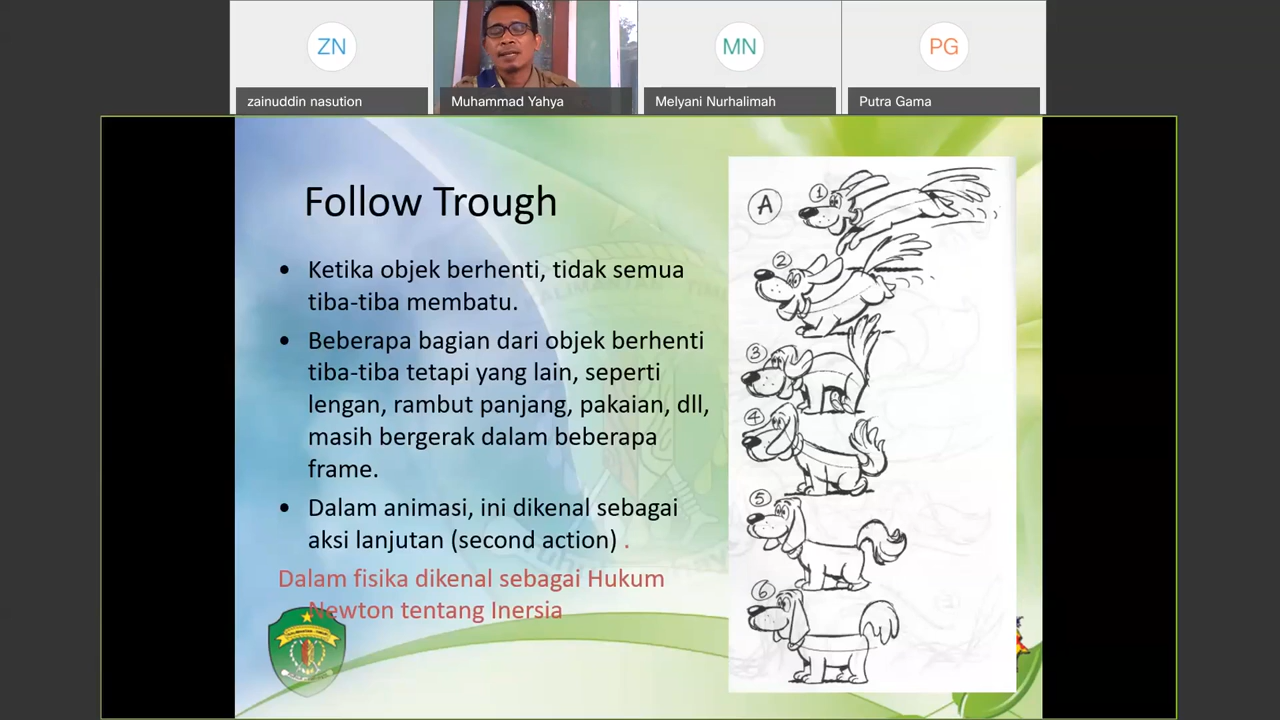 ZN
MN
PG
zainuddin nasution
Muhammad Yahya
Melyani Nurhalimah
Putra Gama
Follow Trough
• Ketika objek berhenti, tidak semua
tiba-tiba membatu.
• Beberapa bagian dari objek berhenti
tiba-tiba tetapi yang lain, seperti
lengan, rambut panjang, pakaian, dll,
masih bergerak dalam beberapa
frame.
• Dalam animasi, ini dikenal sebagai
aksi lanjutan (second action) .
Dalam fisika dikenal sebagai Hukum
Newton tentang Inersia
A
1
2
3
4
5
6